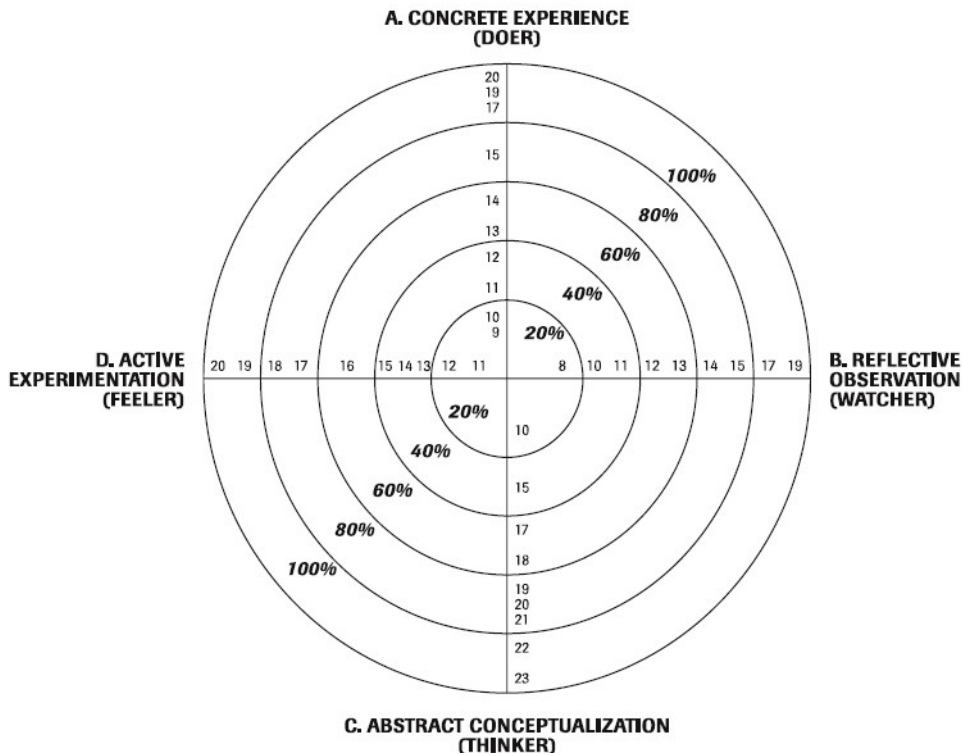 A. CONCRETE EXPERIENCE
(DOER)
20
19
17
100%
15
80%
14
60%
13
12
40%
11
10
20%
9
D. ACTIVE
EXPERIMENTATION
(FEELER)
20 19 18 17 16 15 14 13 12 11 8 10 11 12 13 14 15 17 19
B. REFLECTIVE
OBSERVATION
(WATCHER)
20%
10
40%
60%
15
80%
17
18
100%
19
20
21
22
23
C. ABSTRACT CONCEPTUALIZATION
(THINKER)